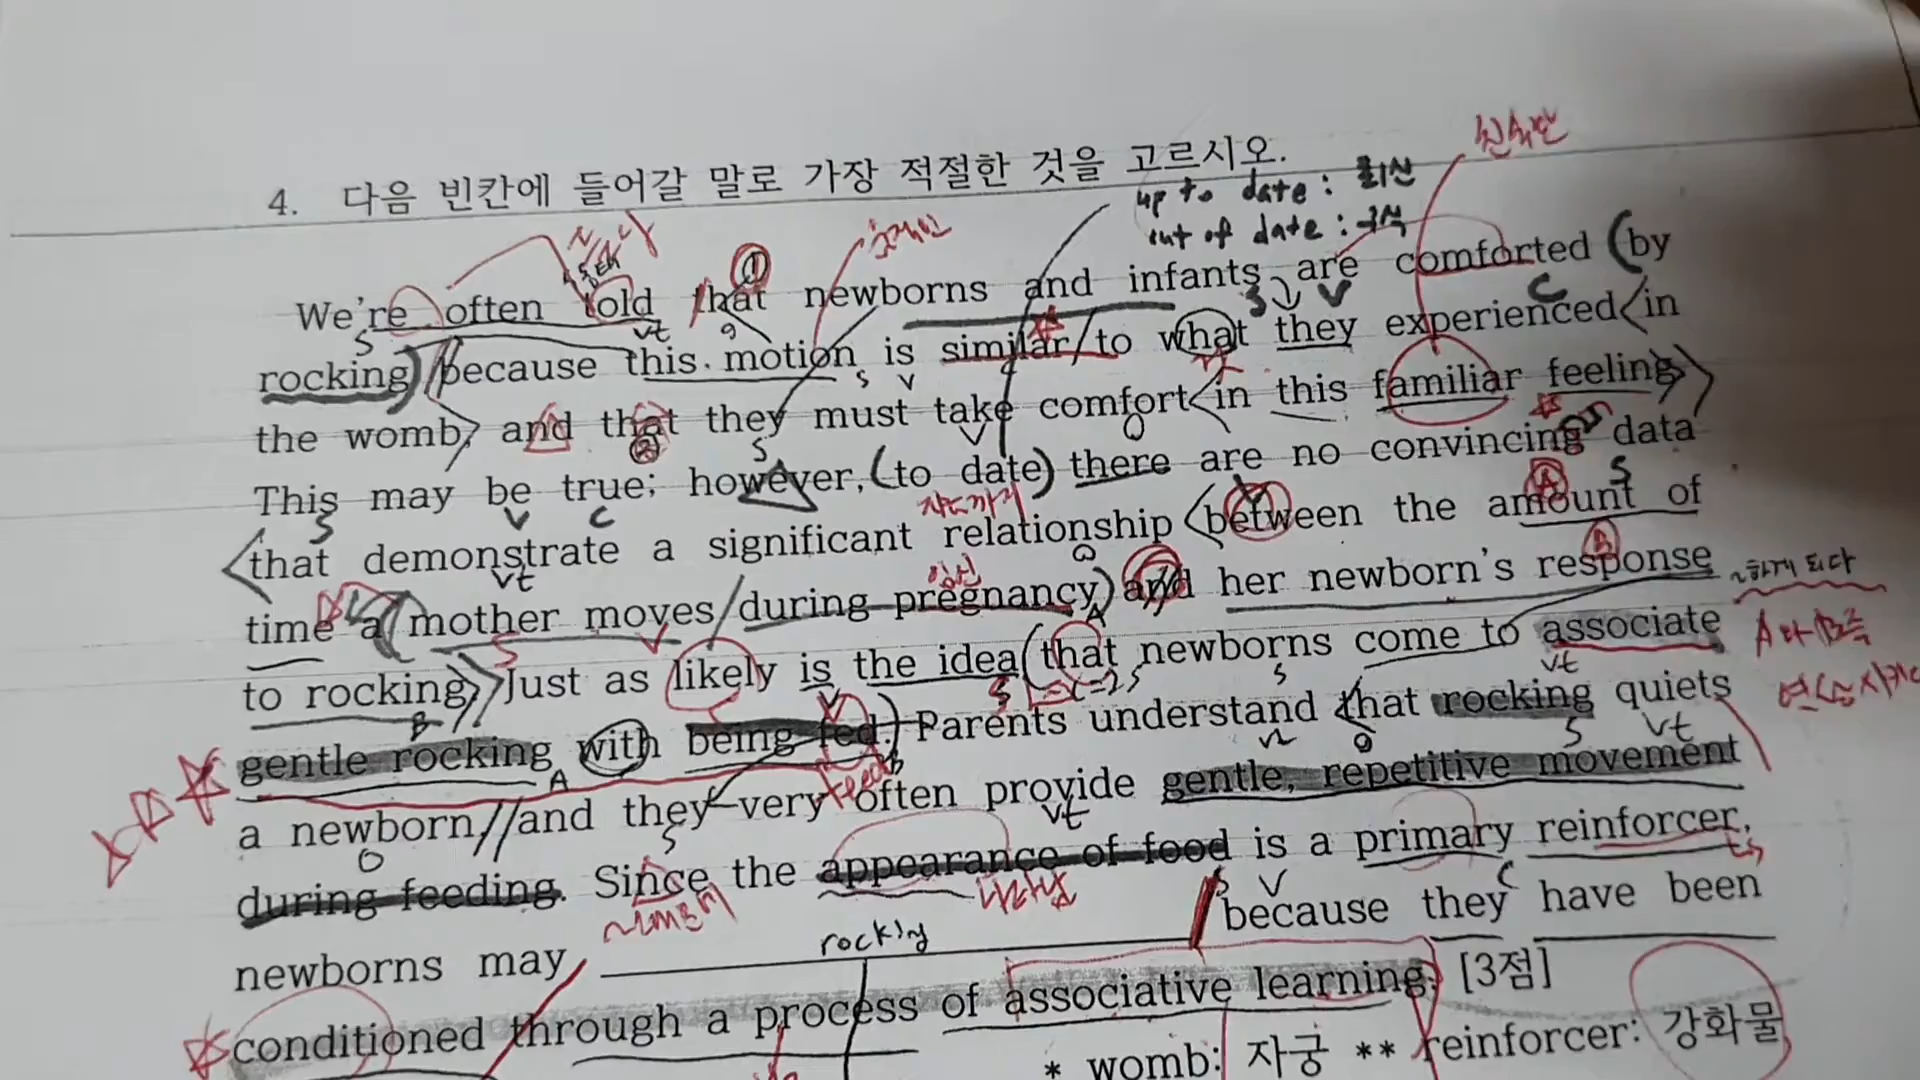 4. 다음 빈칸에 들어갈 말로 가장 적절한 것을 고르시오.
up to date : 최신
out of date : 구식
We're often told that newborns and infants are comforted (by
rocking) because this motion is similar to what they experienced in
the womb, and that they must take comfort in this familiar feeling
This may be true; however, (to date) there are no convincing data
that demonstrate a significant relationship between the amount of
time a mother moves during pregnancy and her newborn's response
~하게 되다
to rocking. Just as likely is the idea (that newborns come to associate
gentle rocking with being fed.) Parents understand that rocking quiets
a newborn, and they very often provide gentle, repetitive movement
during feeding. Since the appearance of food is a primary reinforcer,
newborns may because they have been
conditioned through a process of associative learning. [3점]
* womb: 자궁 ** reinforcer: 강화물